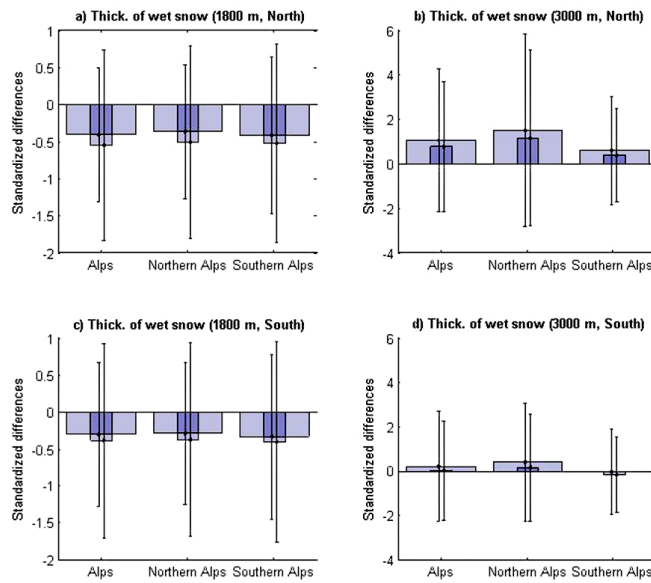 a) Thick. of wet snow (1800 m, North)
Standardized differences
1
0.5
0
-0.5
-1
-1.5
-2
Alps Northern Alps Southern Alps
b) Thick. of wet snow (3000 m, North)
Standardized differences
6
4
2
0
-2
-4
Alps Northern Alps Southern Alps
c) Thick. of wet snow (1800 m, South)
Standardized differences
1
0.5
0
-0.5
-1
-1.5
-2
Alps Northern Alps Southern Alps
d) Thick. of wet snow (3000 m, South)
Standardized differences
6
4
2
0
-2
-4
Alps Northern Alps Southern Alps